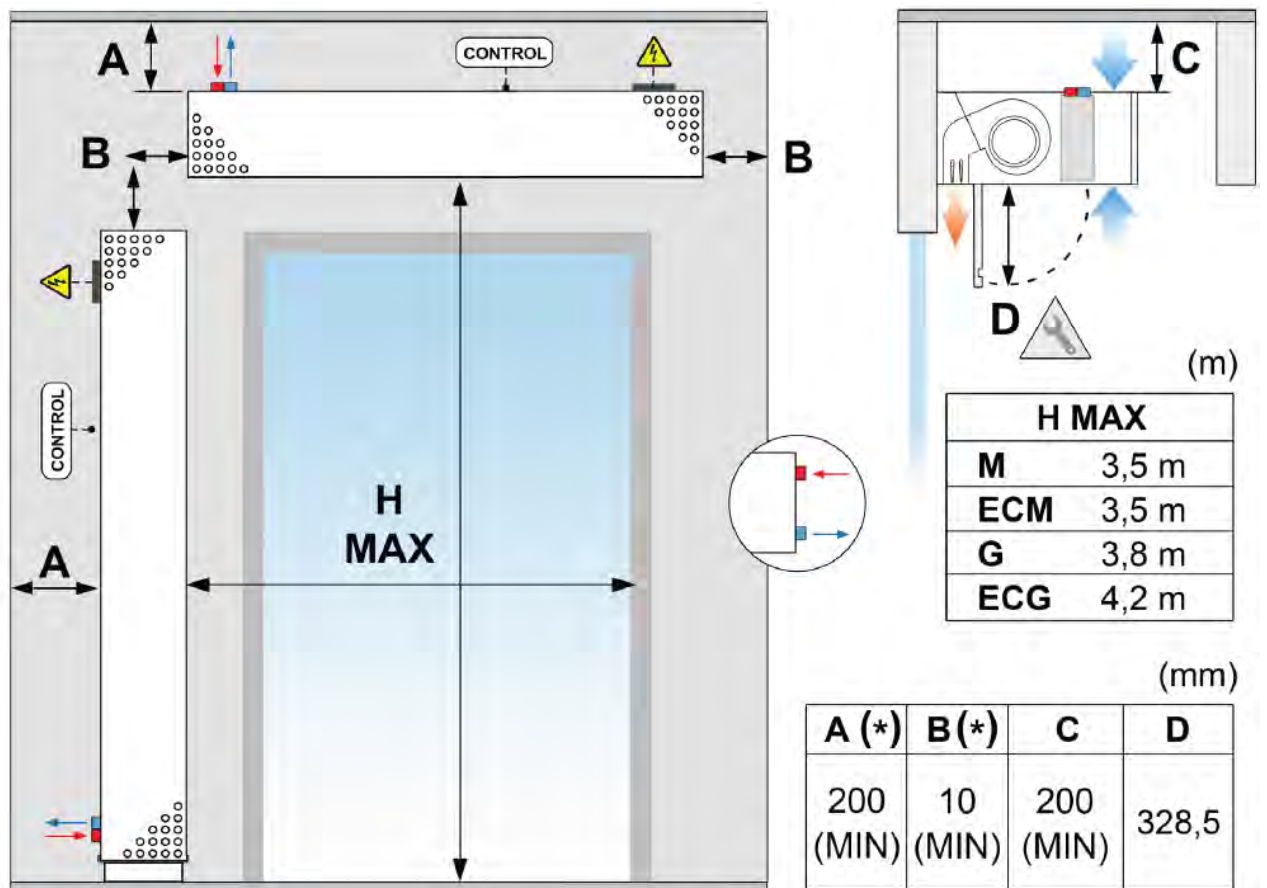 A
CONTROL
B
B
CONTROL
H
MAX
A
C
D
(m)
H MAX
M 3,5 m
ECM 3,5 m
G 3,8 m
ECG 4,2 m
(mm)
A (*) B (*) C D
200 (MIN) 10 (MIN) 200 (MIN) 328,5